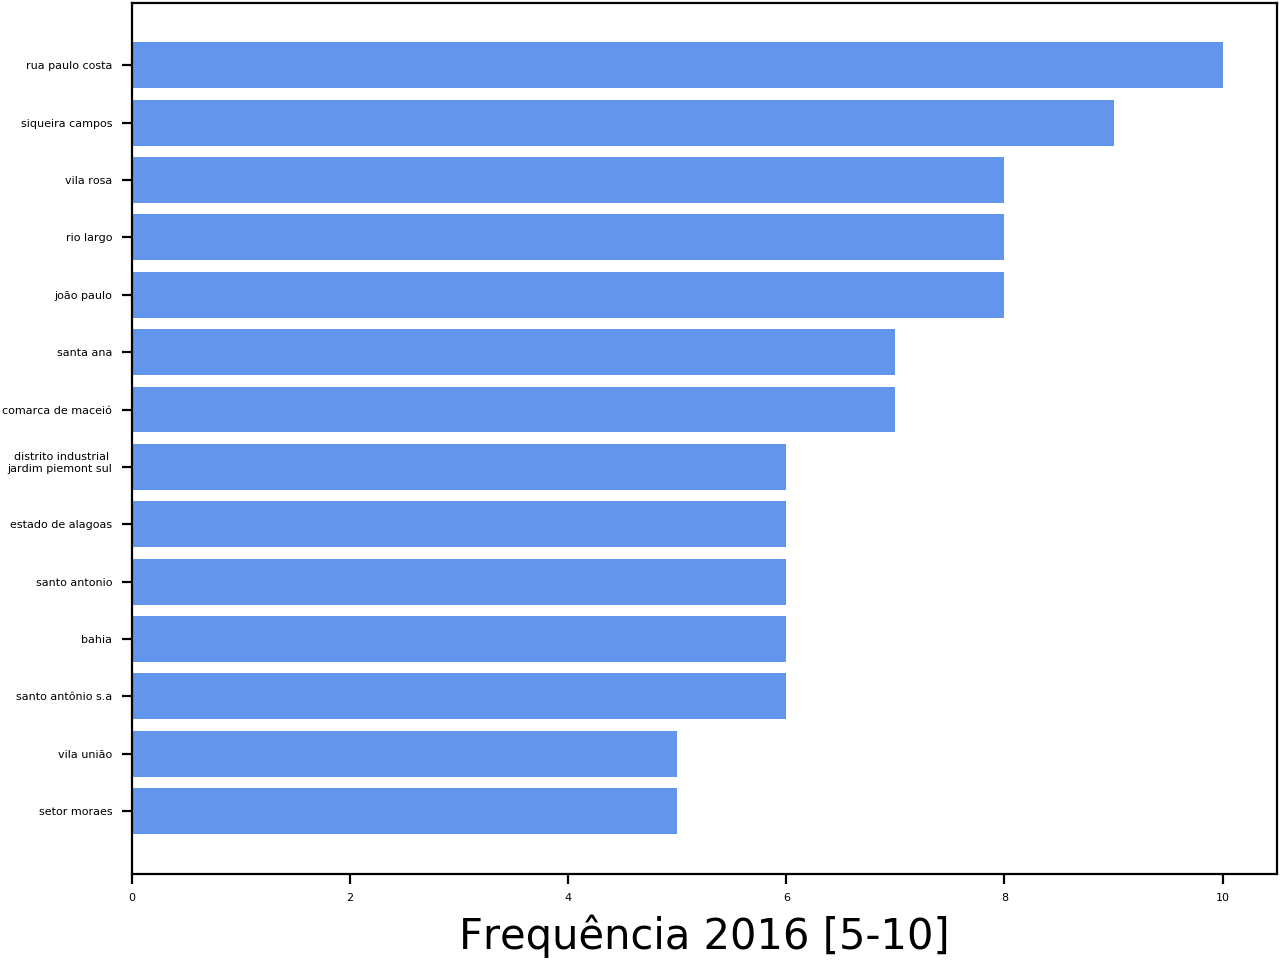 rua paulo costa
siqueira campos
vila rosa
rio largo
joão paulo
santa ana
comarca de maceió
distrito industrial
jardim piemont sul
estado de alagoas
santo antonio
bahia
santo antônio s.a
vila união
setor moraes
0 2 4 6 8 10
Frequência 2016 [5-10]